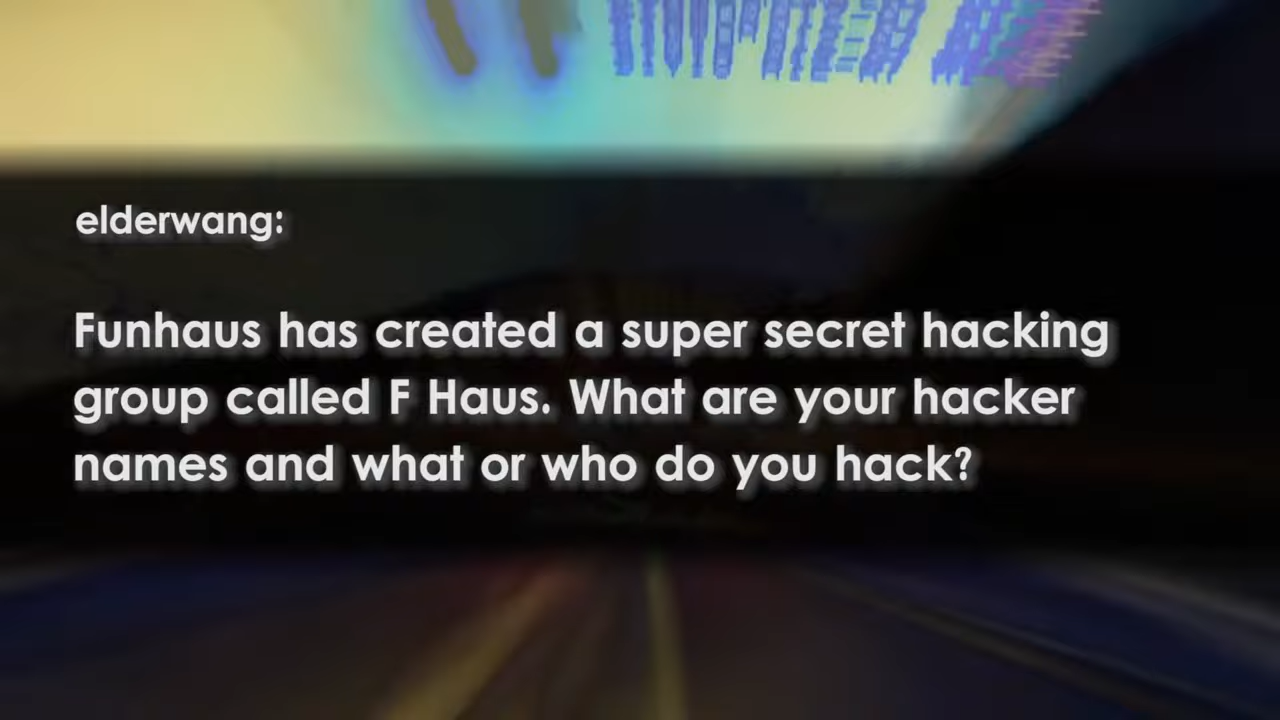 elderwang:
Funhaus has created a super secret hacking
group called F Haus. What are your hacker
names and what or who do you hack?